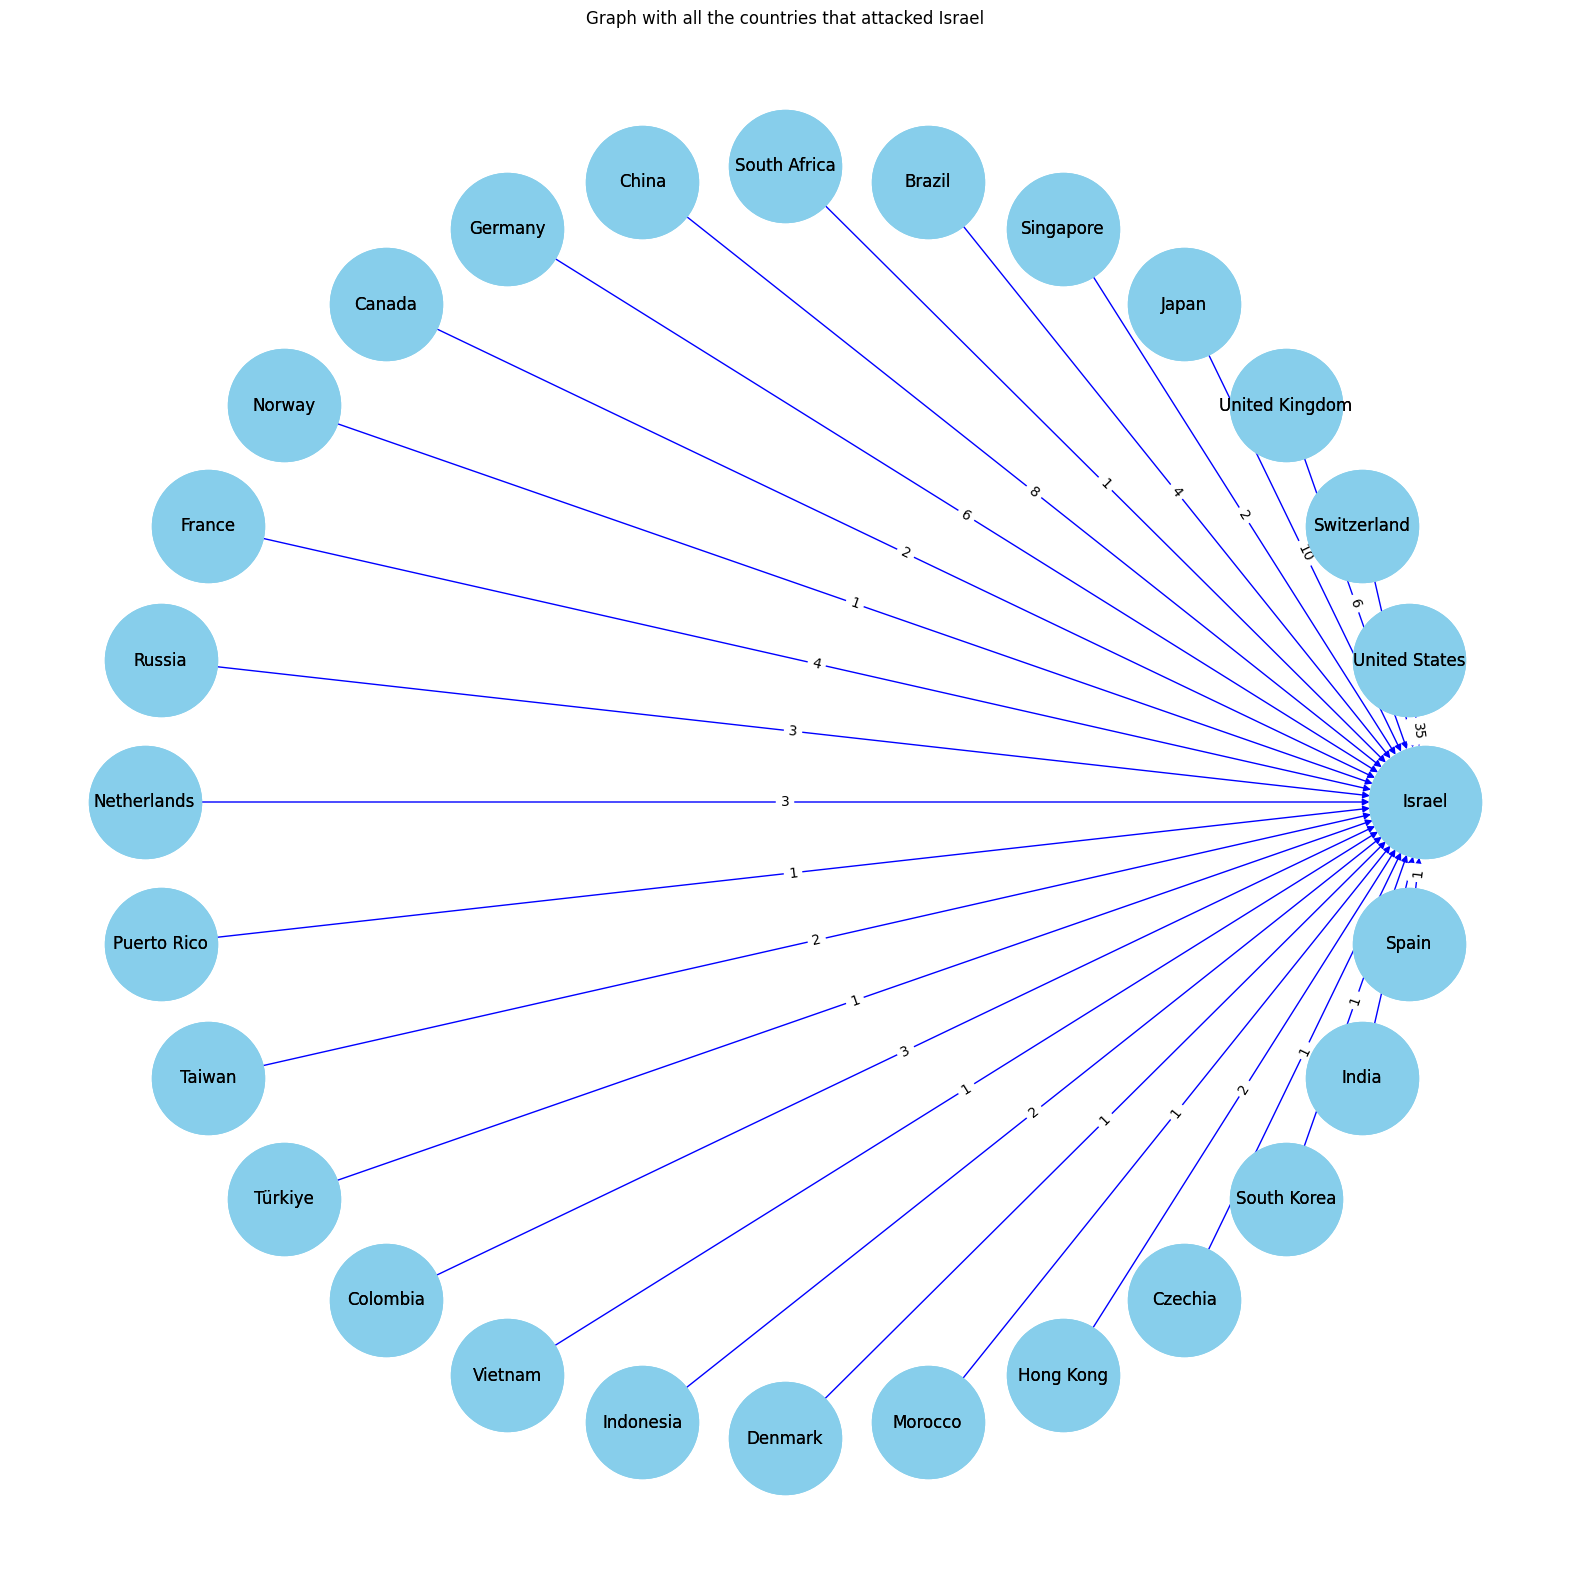 Graph with all the countries that attacked Israel
South Africa
China
Brazil
Germany
Singapore
Canada
Japan
Norway
United Kingdom
France
Switzerland
Russia
United States
Netherlands
Israel
Puerto Rico
Spain
Taiwan
India
Türkiye
South Korea
Colombia
Czechia
Vietnam
Hong Kong
Indonesia
Morocco
Denmark
1
8
4
6
2
2
10
1
6
4
3
35
3
1
1
2
1
1
3
1
1
2
2
1
1